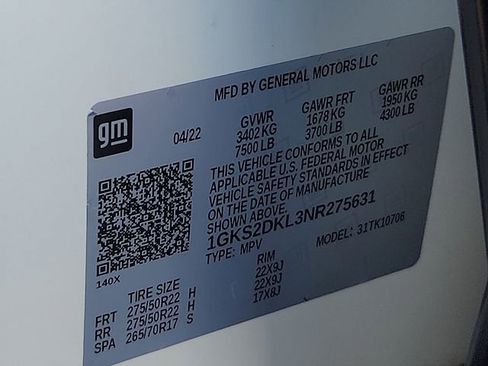 MFD BY GENERAL MOTORS LLC
gm
04/22
GVWR GAWR FRT GAWR RR
3402 KG 1678 KG 1950 KG
7500 LB 3700 LB 4300 LB
THIS VEHICLE CONFORMS TO ALL
APPLICABLE U.S. FEDERAL MOTOR
VEHICLE SAFETY STANDARDS IN EFFECT
ON THE DATE OF MANUFACTURE
SHOWN ABOVE.
1GKS2DKL3NR275631
TYPE: MPV MODEL: 31TK10706
140X
TIRE SIZE RIM
FRT 275/50R22 H 22X9J
RR 275/50R22 H 22X9J
SPA 265/70R17 S 17X8J